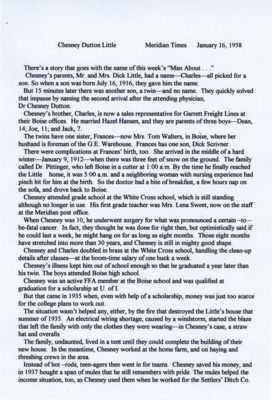 Chesney Dutton Little Meridian Times January 16, 1958
There's a story that goes with the name of this week's "Man About . . ."
Chesney's parents, Mr. and Mrs. Dick Little, had a name—Charles—all picked for a
son. So when a son was born July 16, 1916, they gave him the name.
But 15 minutes later there was another son, a twin—and no name. They quickly solved
that impasse by naming the second arrival after the attending physician,
Dr Chesney Dutton.
Chesney's brother, Charles, is now a sales representative for Garrett Freight Lines at
their Boise offices. He married Hazel Hansen, and they are parents of three boys—Dean,
14; Joe, 11; and Jack, 7.
The twins have one sister, Frances—now Mrs. Tom Walters, in Boise, where her
husband is foreman of the G.E. Warehouse. Frances has one son, Dick Scrivner.
There were complications at Frances' birth, too. She arrived in the middle of a hard
winter—January 9, 1912—when there was three feet of snow on the ground. The family
called Dr. Pittinger, who left Boise in a cutter at 1:00 a.m. By the time he finally reached
the Little home, it was 5:00 a.m. and a neighboring woman with nursing experience had
pinch hit for him at the birth. So the doctor had a bite of breakfast, a few hours nap on
the sofa, and drove back to Boise.
Chesney attended grade school at the White Cross school, which is still standing
although no longer in use. His first grade teacher was Mrs. Lena Sweet, now on the staff
at the Meridian post office.
When Chesney was 10, he underwent surgery for what was pronounced a certain –to –
be-fatal cancer. In fact, they thought he was done for right then, but optimistically said if
he could last a week, he might hang on for as long as eight months. Those eight months
have stretched into more than 30 years, and Chesney is still in mighty good shape.
Chesney and Charles doubled in brass at the White Cross school, handling the clean-up
details after classes—at the boom-time salary of one buck a week.
Chesney's illness kept him out of school enough so that he graduated a year later than
his twin. The boys attended Boise high school.
Chesney was an active FFA member at the Boise school and was qualified at
graduation for a scholarship at U. of I.
But that came in 1935 when, even with help of a scholarship, money was just too scarce
for the college plans to work out.
The situation wasn't helped any, either, by the fire that destroyed the Little's house that
summer of 1935. An electrical wiring shortage, caused by a windstorm, started the blaze
that left the family with only the clothes they were wearing—in Chesney's case, a straw
hat and overalls.
The family, undaunted, lived in a tent until they could complete the building of their
new house. In the meantime, Chesney worked at the home farm, and on haying and
threshing crews in the area.
Instead of hot -rods, teen-agers then went in for teams. Chesney saved his money, and
in 1937 bought a span of mules that he still remembers with pride. The mules helped the
income situation, too, as Chesney used them when he worked for the Settlers' Ditch Co.